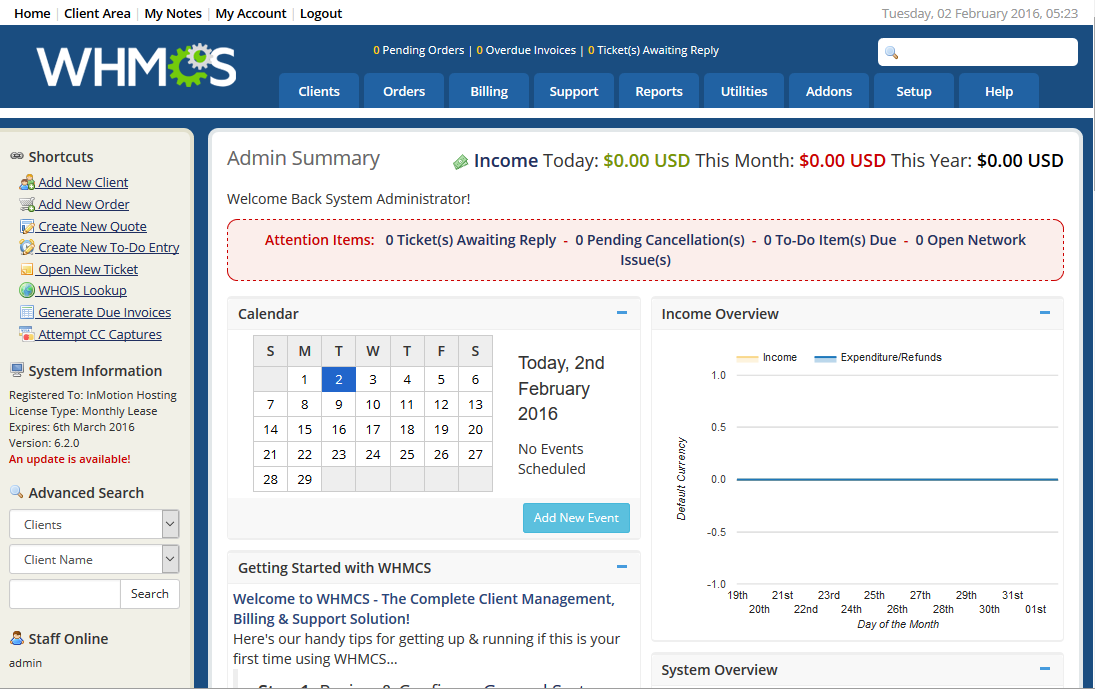 Home | Client Area | My Notes | My Account | Logout
Tuesday, 02 February 2016, 05:23
WHMCS
0 Pending Orders | 0 Overdue Invoices | 0 Ticket(s) Awaiting Reply
Clients Orders Billing Support Reports Utilities Addons Setup Help
Shortcuts
Add New Client
Add New Order
Create New Quote
Create New To-Do Entry
Open New Ticket
WHOIS Lookup
Generate Due Invoices
Attempt CC Captures
System Information
Registered To: InMotion Hosting
License Type: Monthly Lease
Expires: 6th March 2016
Version: 6.2.0
An update is available!
Advanced Search
Clients
Client Name
Search
Staff Online
admin
Admin Summary
Income Today: $0.00 USD This Month: $0.00 USD This Year: $0.00 USD
Welcome Back System Administrator!
Attention Items: 0 Ticket(s) Awaiting Reply - 0 Pending Cancellation(s) - 0 To-Do Item(s) Due - 0 Open Network
Issue(s)
Calendar
S M T W T F S
1 2 3 4 5 6
7 8 9 10 11 12 13
14 15 16 17 18 19 20
21 22 23 24 25 26 27
28 29
Today, 2nd
February
2016
No Events
Scheduled
Add New Event
Getting Started with WHMCS
Welcome to WHMCS - The Complete Client Management,
Billing & Support Solution!
Here's our handy tips for getting up & running if this is your
first time using WHMCS...
Income Overview
Income Expenditure/Refunds
1.0
0.5
0.0
-0.5
-1.0
Default Currency
19th 21st 23rd 25th 27th 29th 31st
20th 22nd 24th 26th 28th 30th 01st
Day of the Month
System Overview